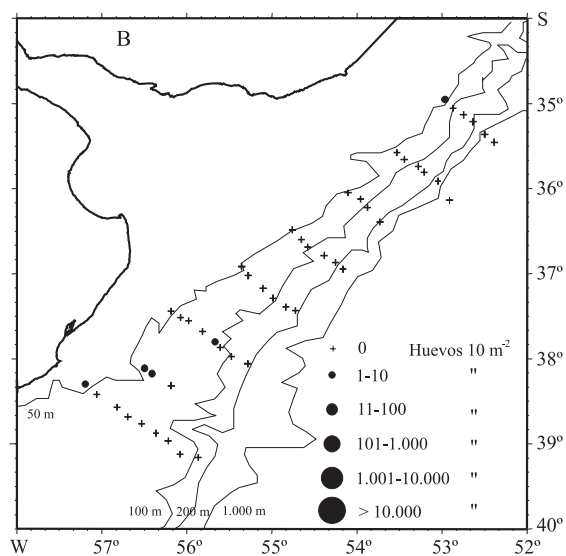 S
B
35º
36º
37º
+ 0 Huevos 10 m-2
1-10 "
38º
11-100 "
50 m
101-1.000 "
39º
1.001-10.000 "
100 m 200 m 1.000 m
> 10.000 "
40º
W 57º 56º 55º 54º 53º 52º